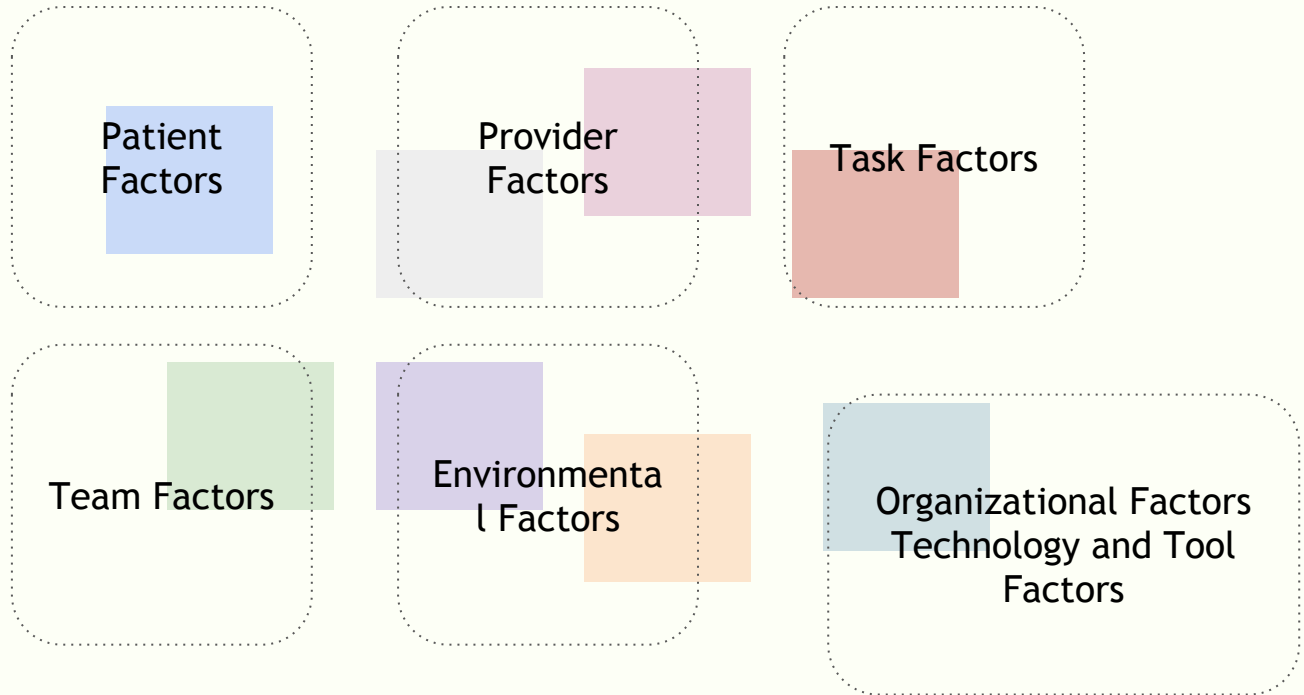 Patient
Factors
Provider
Factors
Task Factors
Team Factors
Environmenta
l Factors
Organizational Factors
Technology and Tool
Factors